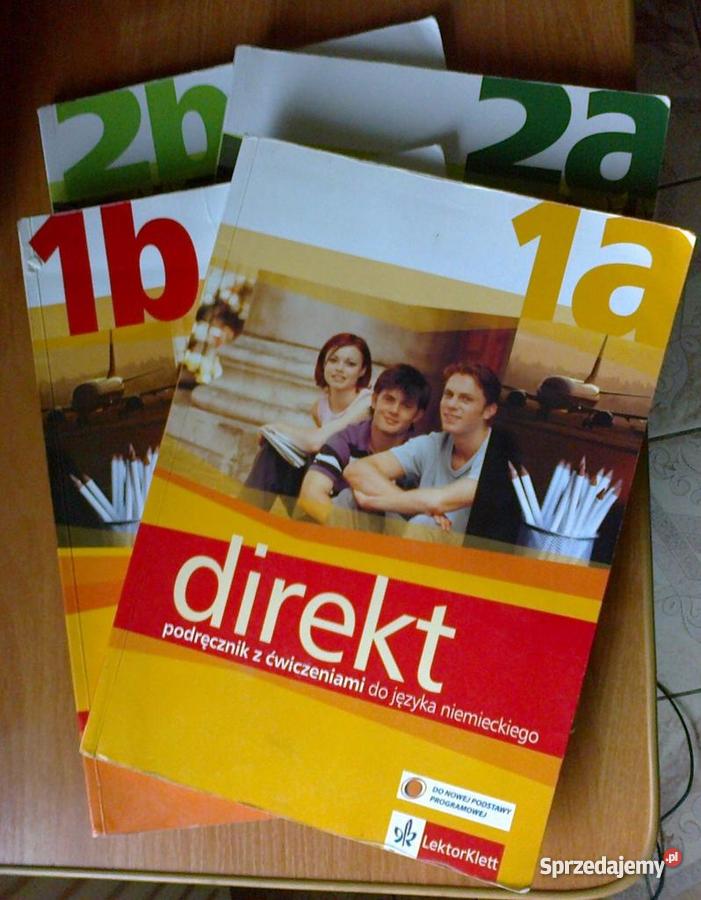 2b
2a
1b
1a
direkt
podręcznik z ćwiczeniami do języka niemieckiego
DO NOWEJ PODSTAWY
PROGRAMOWEJ
LektorKlett
Sprzedajemy.pl